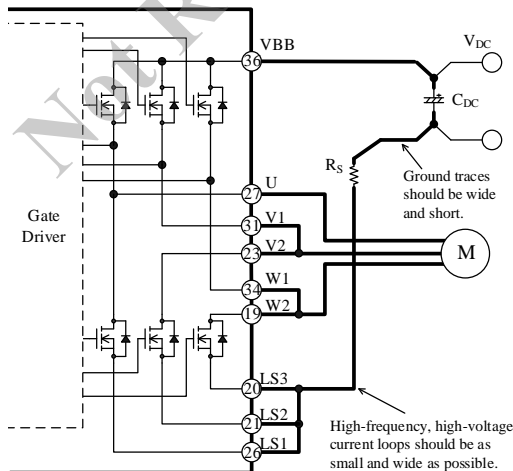 Not R
VBB
36
VDC
CDC
RS
Ground traces
should be wide
and short.
U
27
V1
31
V2
23
Gate
Driver
M
W1
34
W2
19
LS3
20
LS2
21
LS1
26
High-frequency, high-voltage
current loops should be as
small and wide as possible.